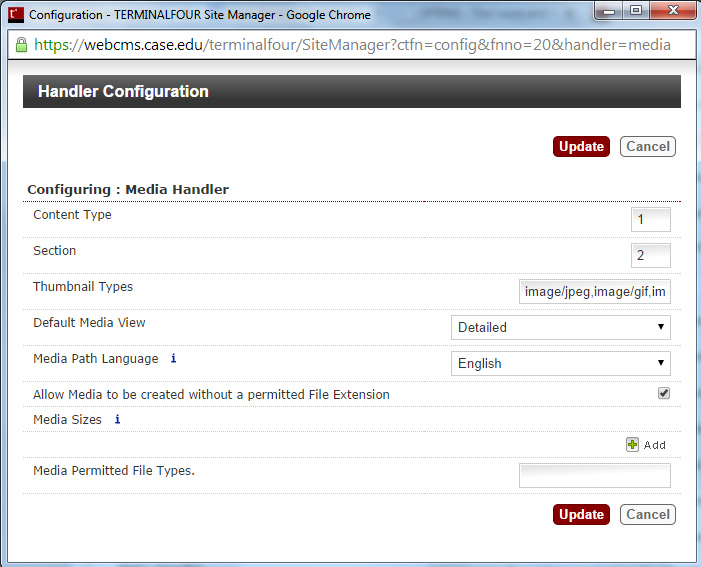 Configuration - TERMINALFOUR Site Manager - Google Chrome
https://webcms.case.edu/terminalfour/SiteManager?ctfn=config&fnno=20&handler=media
Handler Configuration
Update Cancel
Configuring : Media Handler
Content Type 1
Section 2
Thumbnail Types image/jpeg,image/gif,im
Default Media View Detailed
Media Path Language i English
Allow Media to be created without a permitted File Extension
Media Sizes i
Add
Media Permitted File Types.
Update Cancel